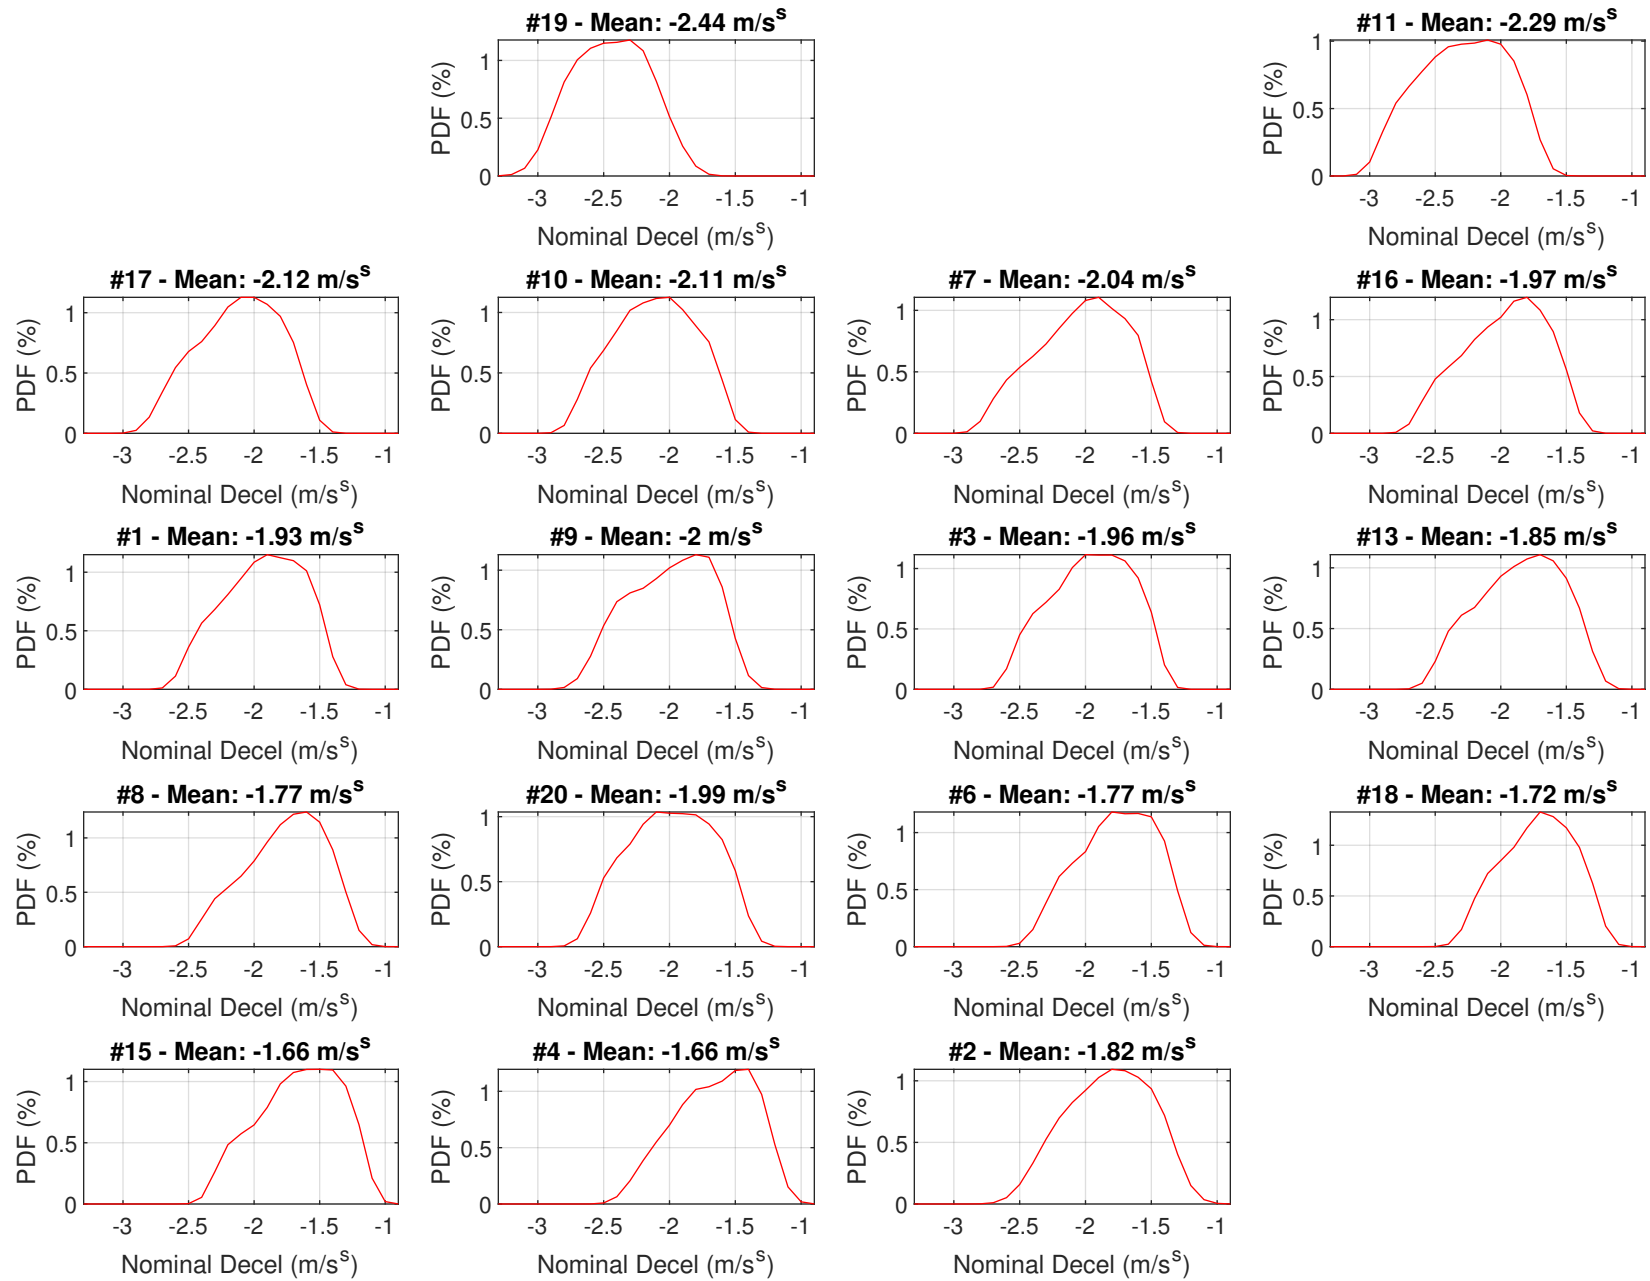 #19 - Mean: -2.44 m/s^s
PDF (%)
1
0.5
0
-3 -2.5 -2 -1.5 -1
Nominal Decel (m/s^s)
#11 - Mean: -2.29 m/s^s
PDF (%)
1
0.5
0
-3 -2.5 -2 -1.5 -1
Nominal Decel (m/s^s)
#17 - Mean: -2.12 m/s^s
PDF (%)
1
0.5
0
-3 -2.5 -2 -1.5 -1
Nominal Decel (m/s^s)
#10 - Mean: -2.11 m/s^s
PDF (%)
1
0.5
0
-3 -2.5 -2 -1.5 -1
Nominal Decel (m/s^s)
#7 - Mean: -2.04 m/s^s
PDF (%)
1
0.5
0
-3 -2.5 -2 -1.5 -1
Nominal Decel (m/s^s)
#16 - Mean: -1.97 m/s^s
PDF (%)
1
0.5
0
-3 -2.5 -2 -1.5 -1
Nominal Decel (m/s^s)
#1 - Mean: -1.93 m/s^s
PDF (%)
1
0.5
0
-3 -2.5 -2 -1.5 -1
Nominal Decel (m/s^s)
#9 - Mean: -2 m/s^s
PDF (%)
1
0.5
0
-3 -2.5 -2 -1.5 -1
Nominal Decel (m/s^s)
#3 - Mean: -1.96 m/s^s
PDF (%)
1
0.5
0
-3 -2.5 -2 -1.5 -1
Nominal Decel (m/s^s)
#13 - Mean: -1.85 m/s^s
PDF (%)
1
0.5
0
-3 -2.5 -2 -1.5 -1
Nominal Decel (m/s^s)
#8 - Mean: -1.77 m/s^s
PDF (%)
1
0.5
0
-3 -2.5 -2 -1.5 -1
Nominal Decel (m/s^s)
#20 - Mean: -1.99 m/s^s
PDF (%)
1
0.5
0
-3 -2.5 -2 -1.5 -1
Nominal Decel (m/s^s)
#6 - Mean: -1.77 m/s^s
PDF (%)
1
0.5
0
-3 -2.5 -2 -1.5 -1
Nominal Decel (m/s^s)
#18 - Mean: -1.72 m/s^s
PDF (%)
1
0.5
0
-3 -2.5 -2 -1.5 -1
Nominal Decel (m/s^s)
#15 - Mean: -1.66 m/s^s
PDF (%)
1
0.5
0
-3 -2.5 -2 -1.5 -1
Nominal Decel (m/s^s)
#4 - Mean: -1.66 m/s^s
PDF (%)
1
0.5
0
-3 -2.5 -2 -1.5 -1
Nominal Decel (m/s^s)
#2 - Mean: -1.82 m/s^s
PDF (%)
1
0.5
0
-3 -2.5 -2 -1.5 -1
Nominal Decel (m/s^s)